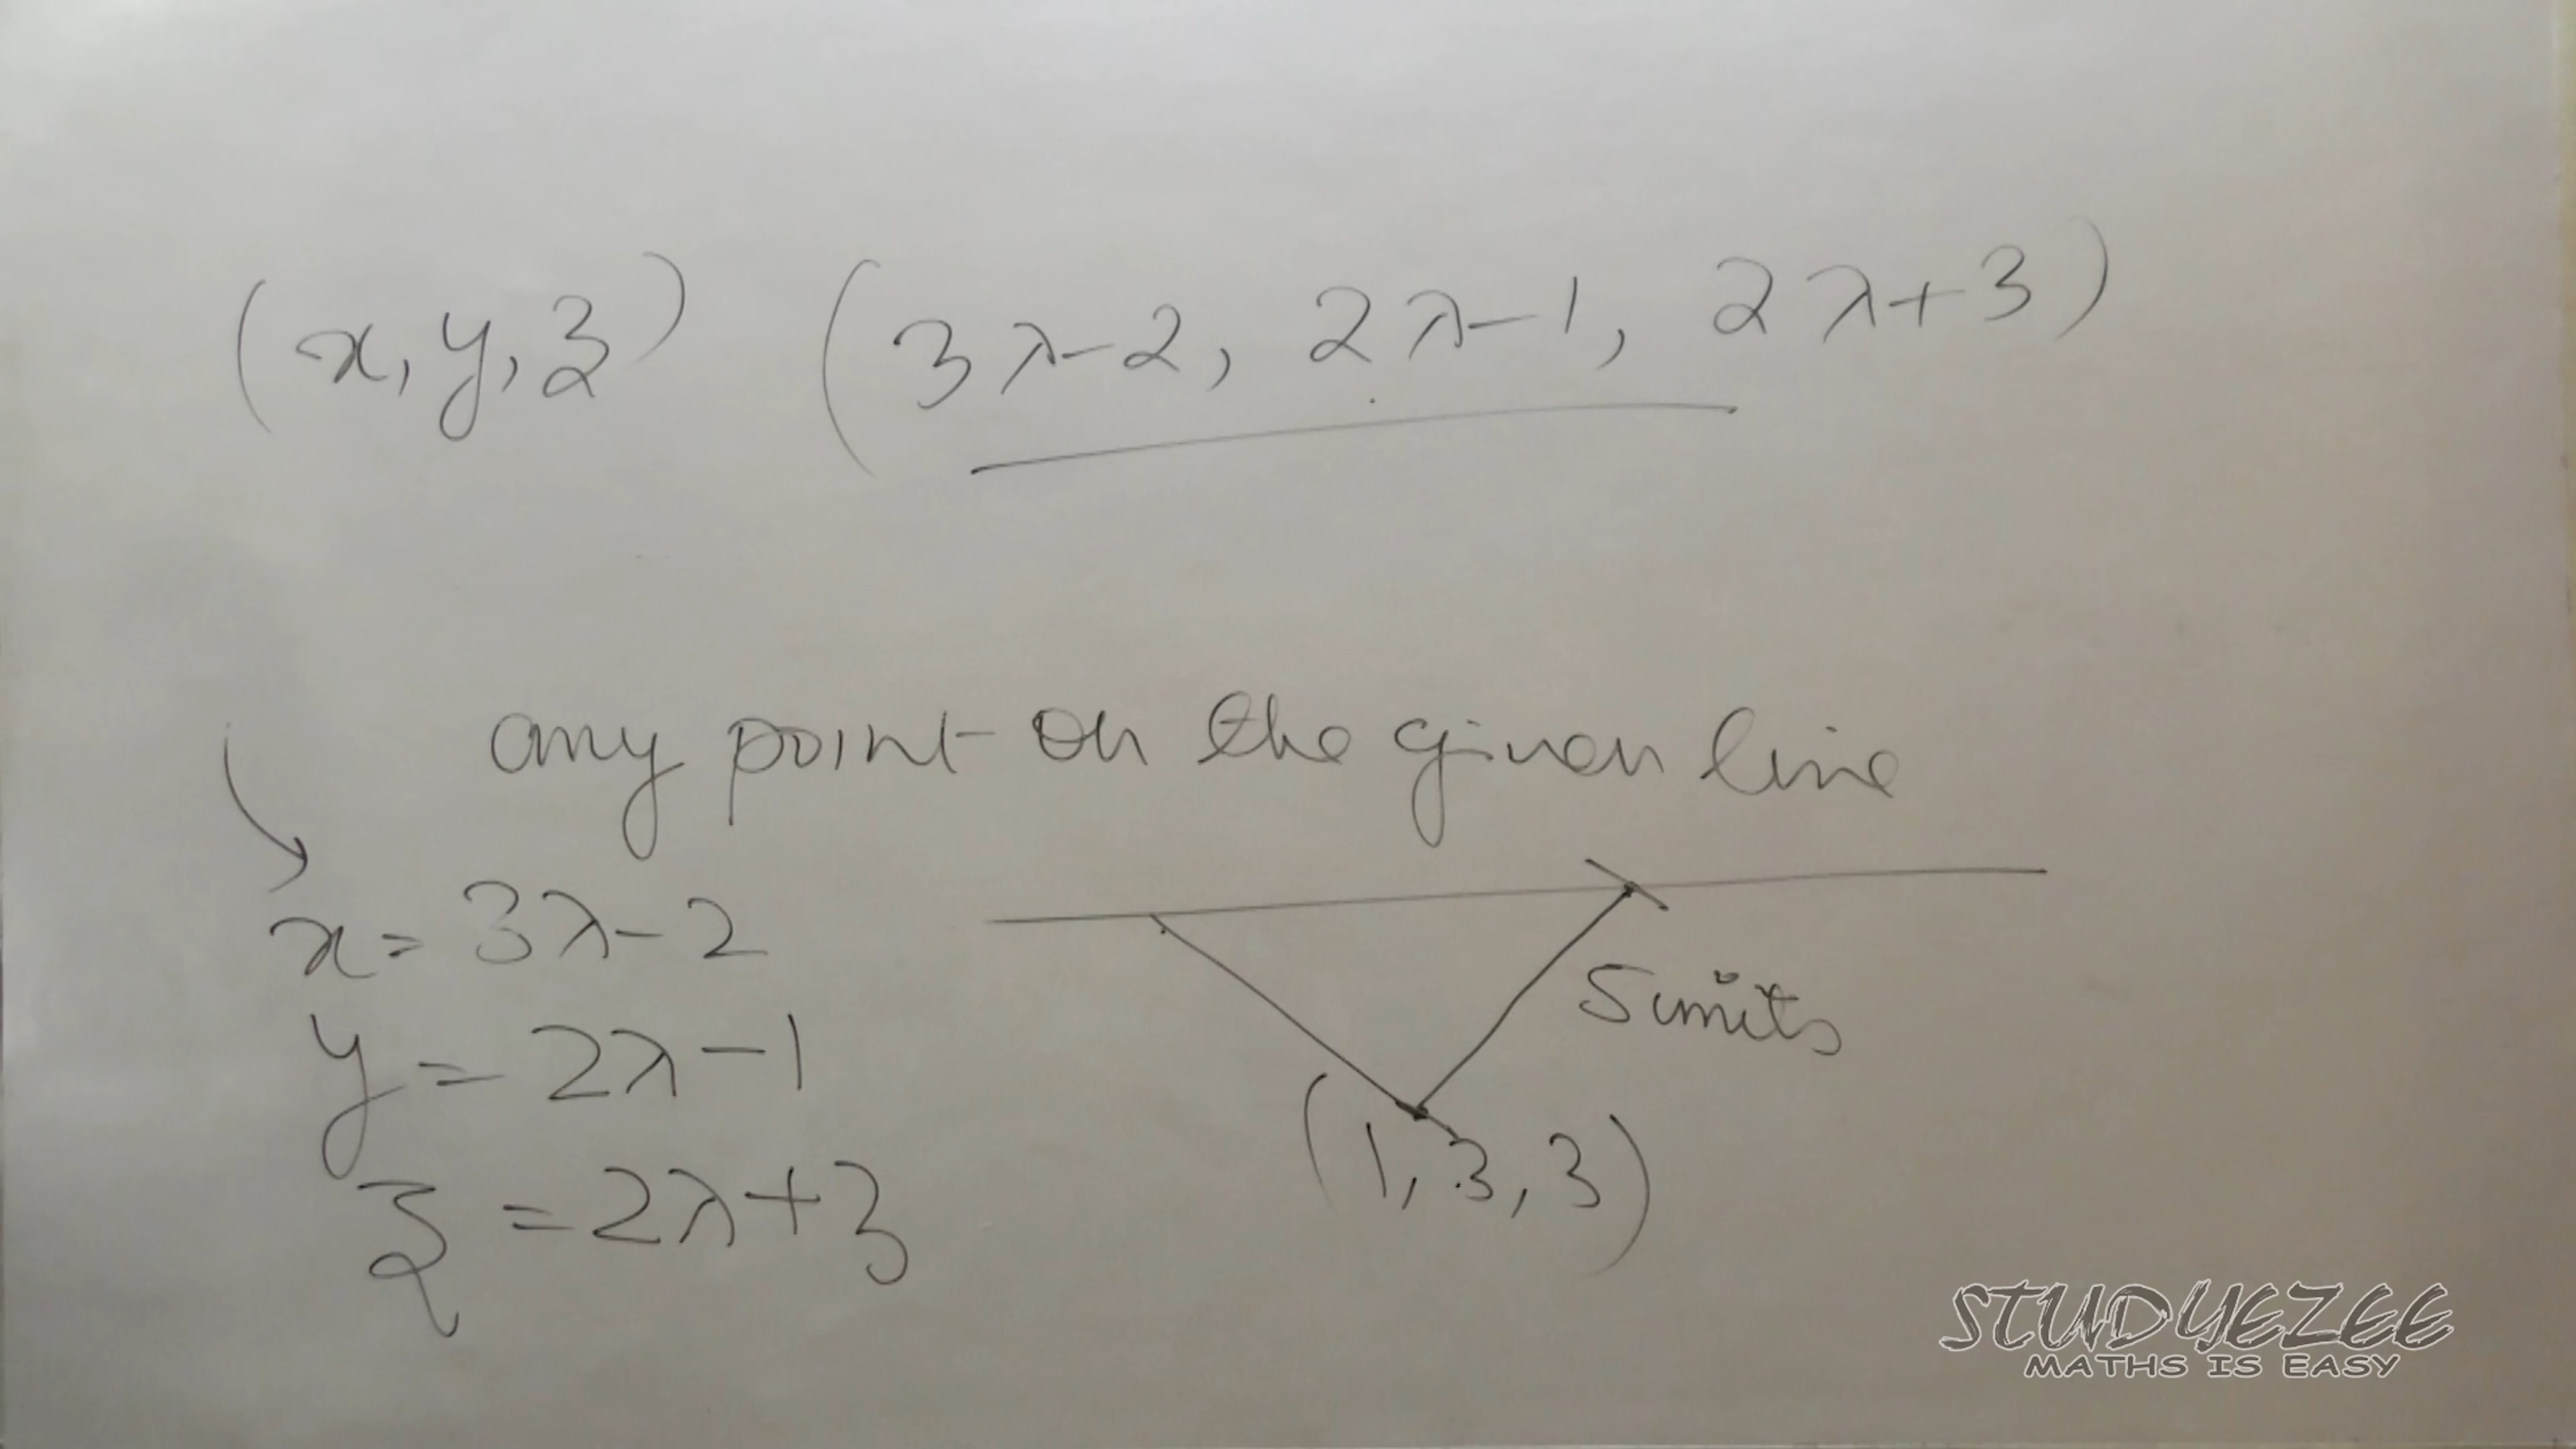 (x, y, z) (3λ-2, 2λ-1, 2λ+3)
any point on the given line
x = 3λ-2
y = 2λ-1
z = 2λ+3
5 units
(1, 3, 3)
STUDYEZEE
MATHS IS EASY